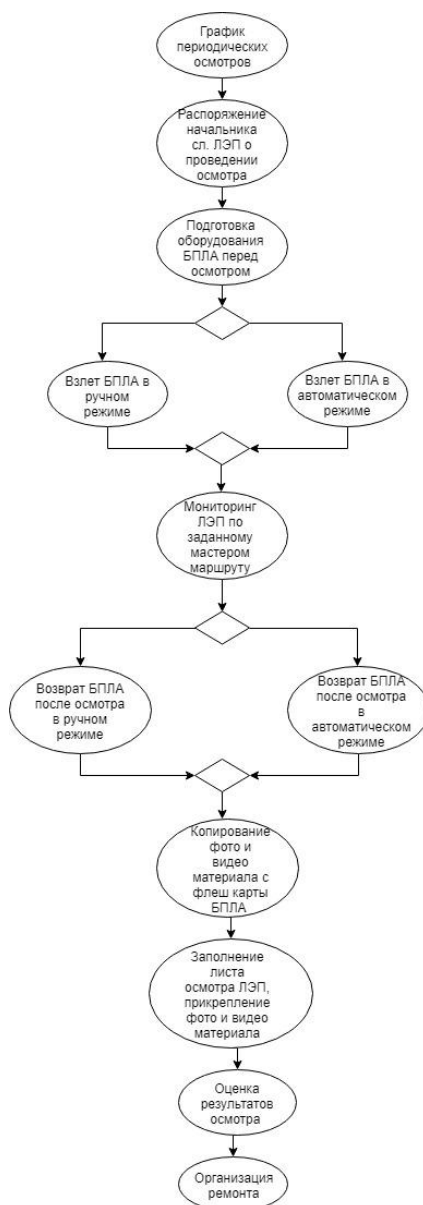 График
периодических
осмотров
Распоряжение
начальника
сл. ЛЭП о
проведении
осмотра
Подготовка
оборудования
БПЛА перед
осмотром
Взлет БПЛА в
ручном
режиме
Взлет БПЛА в
автоматическом
режиме
Мониторинг
ЛЭП по
заданному
мастером
маршруту
Возврат БПЛА
после осмотра
в ручном
режиме
Возврат БПЛА
после осмотра
в
автоматическом
режиме
Копирование
фото и
видео
материала с
флеш карты
БПЛА
Заполнение
листа
осмотра ЛЭП,
прикрепление
фото и видео
материала
Оценка
результатов
осмотра
Организация
ремонта